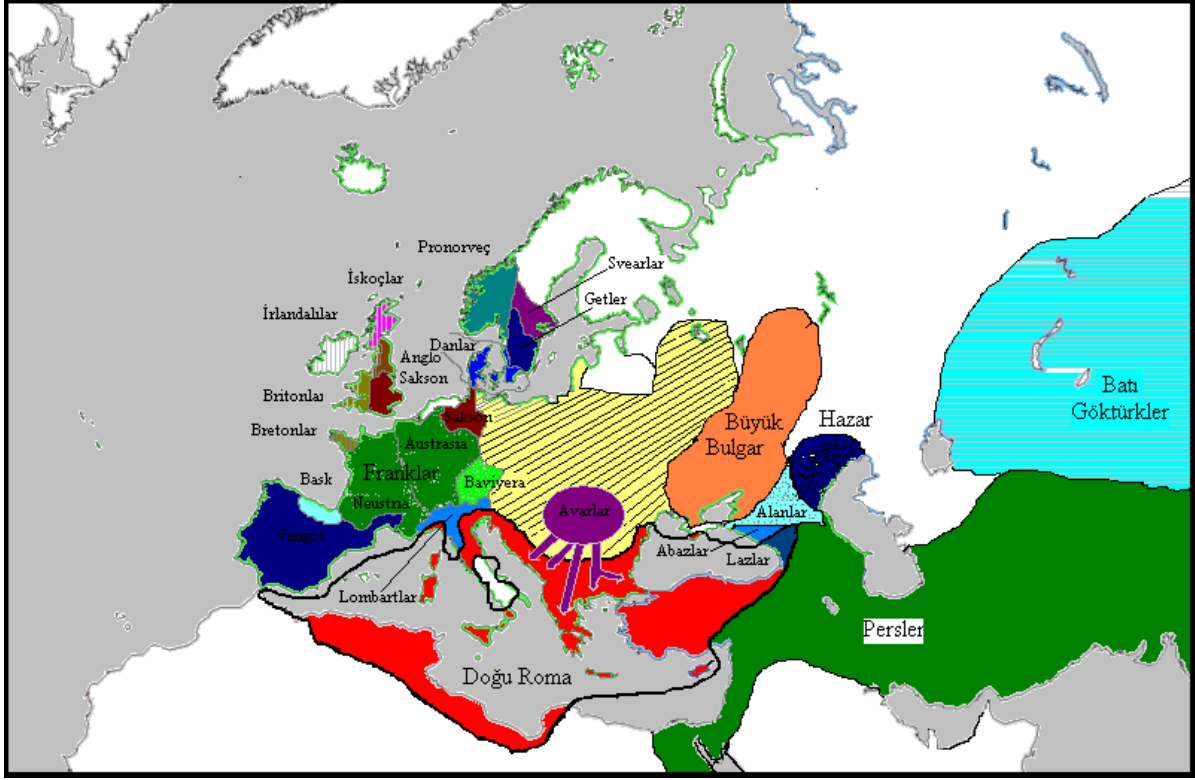 Pronorveç
Svearlar
İskoçlar
Getler
İrlandalılar
Danlar
Anglo
Sakson
Britonlar
Sakson
Bretonlar
Austrasia
Franklar
Bask
Baviyera
Neustria
Vizigot
Avarlar
Büyük
Bulgar
Hazar
Batı
Göktürkler
Alanlar
Abazlar
Lazlar
Lombartlar
Persler
Doğu Roma